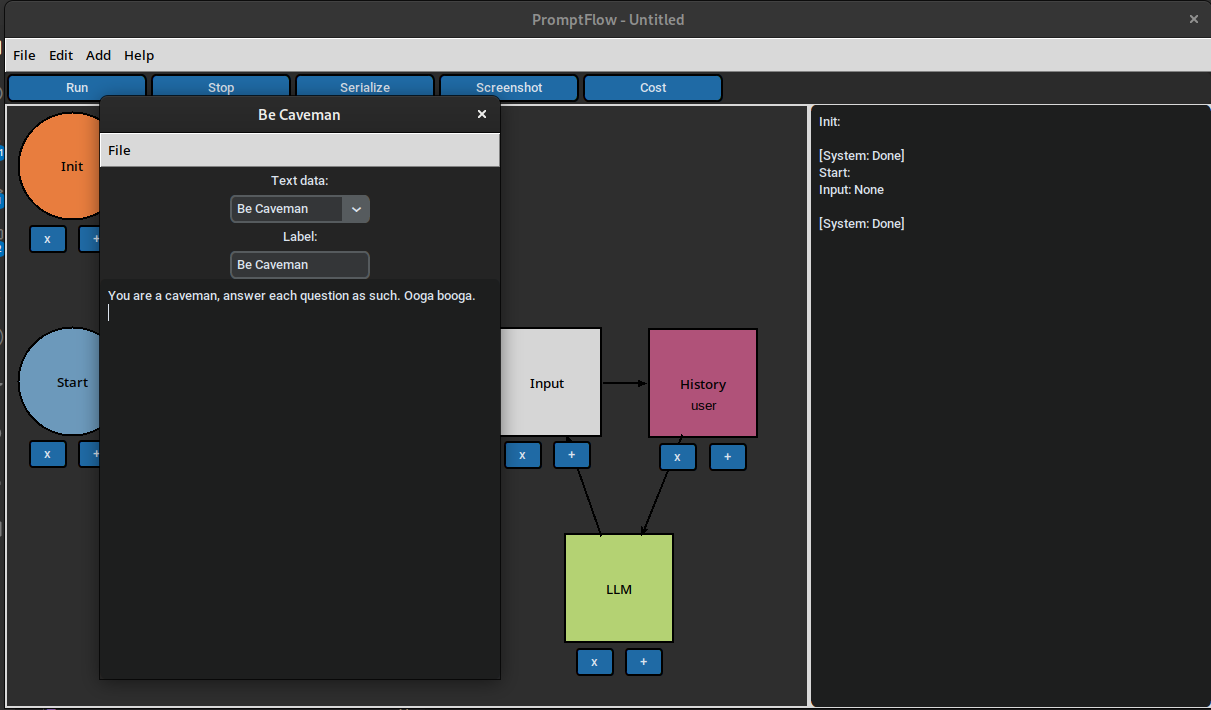 PromptFlow - Untitled
File Edit Add Help
Run Stop Serialize Screenshot Cost
Be Caveman
File
Text data:
Be Caveman
Label:
Be Caveman
You are a caveman, answer each question as such. Ooga booga.
Init
x +
Start
x +
Input
x +
History
user
x +
LLM
x +
Init:
[System: Done]
Start:
Input: None
[System: Done]